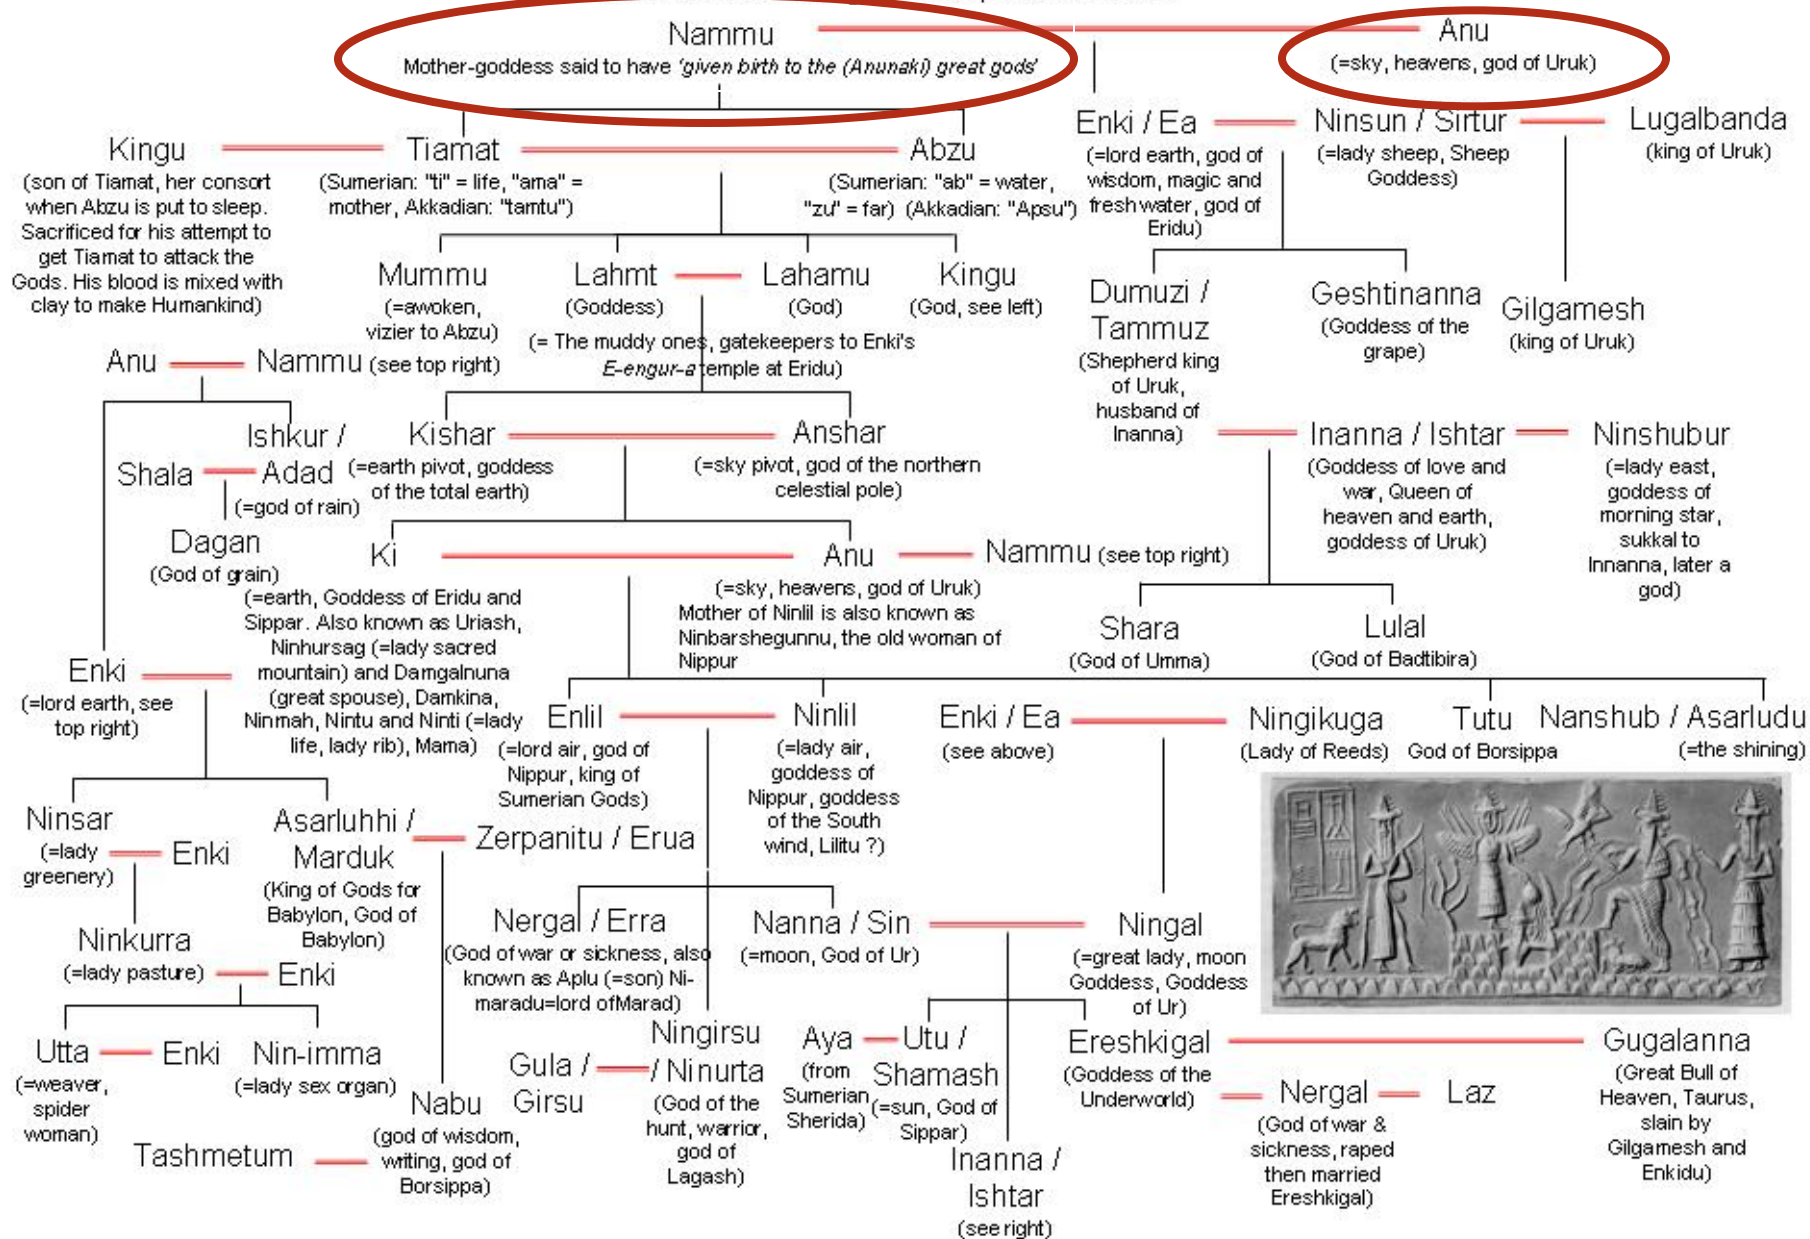 Nammu
Anu
Mother-goddess said to have 'given birth to the (Anunaki) great gods'
(=sky, heavens, god of Uruk)
Kingu
(son of Tiamat, her consort
when Abzu is put to sleep.
Sacrificed for his attempt to
get Tiamat to attack the
Gods. His blood is mixed with
clay to make Humankind)
Tiamat
(Sumerian: "ti" = life, "ama" =
mother, Akkadian: "tamtu")
Abzu
(Sumerian: "ab" = water,
"zu" = far) (Akkadian: "Apsu")
Enki / Ea
(=lord earth, god of
wisdom, magic and
freshwater, god of
Eridu)
Ninsun / Sirtur
(=lady sheep, Sheep
Goddess)
Lugalbanda
(king of Uruk)
Mummu
(=awoken,
vizier to Abzu)
Lahmt
(Goddess)
Lahamu
(God)
Kingu
(God, see left)
(= The muddy ones, gatekeepers to Enki's
E-engur-a temple at Eridu)
Dumuzi /
Tammuz
(Shepherd king
of Uruk,
husband of
Inanna)
Geshtinanna
(Goddess of the
grape)
Gilgamesh
(king of Uruk)
Anu
Nammu (see top right)
Ishkur /
Adad
(=god of rain)
Shala
Dagan
(God of grain)
Kishar
(=earth pivot, goddess
of the total earth)
Anshar
(=sky pivot, god of the northern
celestial pole)
Inanna / Ishtar
(Goddess of love and
war, Queen of
heaven and earth,
goddess of Uruk)
Ninshubur
(=lady east,
goddess of
morning star,
sukkal to
Innanna, later a
god)
Ki
(=earth, Goddess of Eridu and
Sippar. Also known as Uriash,
Ninhursag (=lady sacred
mountain) and Damgalnuna
(great spouse), Damkina,
Ninmah, Nintu and Ninti (=lady
life, lady rib), Mama)
Anu
(=sky, heavens, god of Uruk)
Mother of Ninlil is also known as
Ninbarshegunnu, the old woman of
Nippur
Nammu (see top right)
Shara
(God of Umma)
Lulal
(God of Badtibira)
Enki
(=lord earth, see
top right)
Enlil
(=lord air, god of
Nippur, king of
Sumerian Gods)
Ninlil
(=lady air,
goddess of
Nippur, goddess
of the South
wind, Lilitu ?)
Enki / Ea
(see above)
Ningikuga
(Lady of Reeds)
Tutu
God of Borsippa
Nanshub / Asarludu
(=the shining)
Ninsar
(=lady
greenery)
Enki
Asarluhhi /
Marduk
(King of Gods for
Babylon, God of
Babylon)
Zerpanitu / Erua
Ninkurra
(=lady pasture)
Enki
Nergal / Erra
(God of war or sickness, also
known as Aplu (=son) Ni-
maradu=lord ofMarad)
Nanna / Sin
(=moon, God of Ur)
Ningal
(=great lady, moon
Goddess, Goddess
of Ur)
Utta
(=weaver,
spider
woman)
Enki
Nin-imma
(=lady sex organ)
Nabu
(god of wisdom,
writing, god of
Borsippa)
Tashmetum
Gula /
Girsu
Ningirsu
/ Ninurta
(God of the
hunt, warrior,
god of
Lagash)
Aya
(from
Sumerian
Sherida)
Utu /
Shamash
(=sun, God of
Sippar)
Inanna /
Ishtar
(see right)
Ereshkigal
(Goddess of the
Underworld)
Nergal
(God of war &
sickness, raped
then married
Ereshkigal)
Laz
Gugalanna
(Great Bull of
Heaven, Taurus,
slain by
Gilgamesh and
Enkidu)